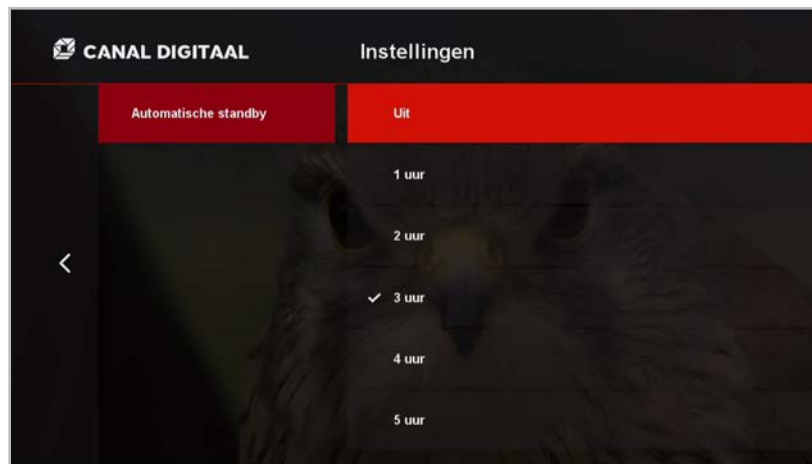 CANAL DIGITAAL
Instellingen
Automatische standby
Uit
1 uur
2 uur
3 uur
4 uur
5 uur